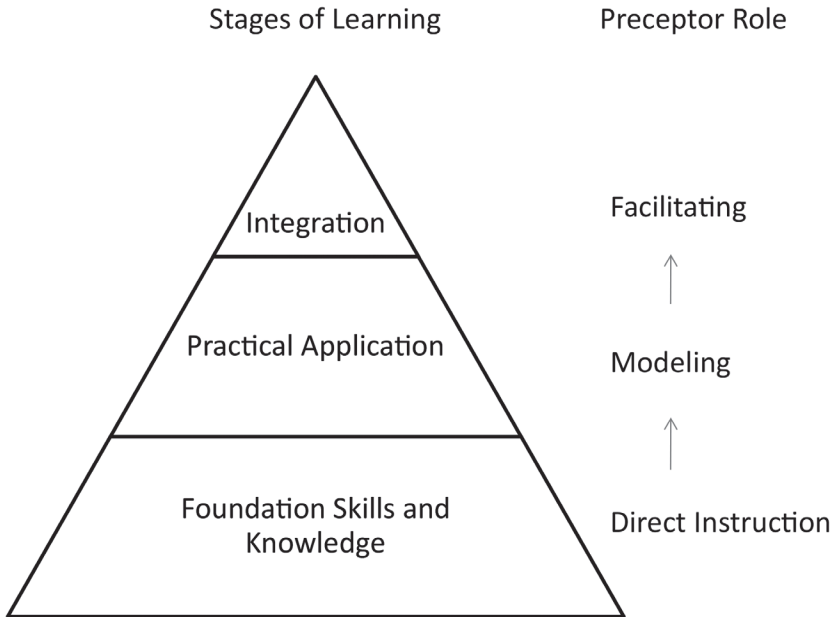 Stages of Learning
Preceptor Role
Integration
Facilitating
Practical Application
Modeling
Foundation Skills and
Knowledge
Direct Instruction